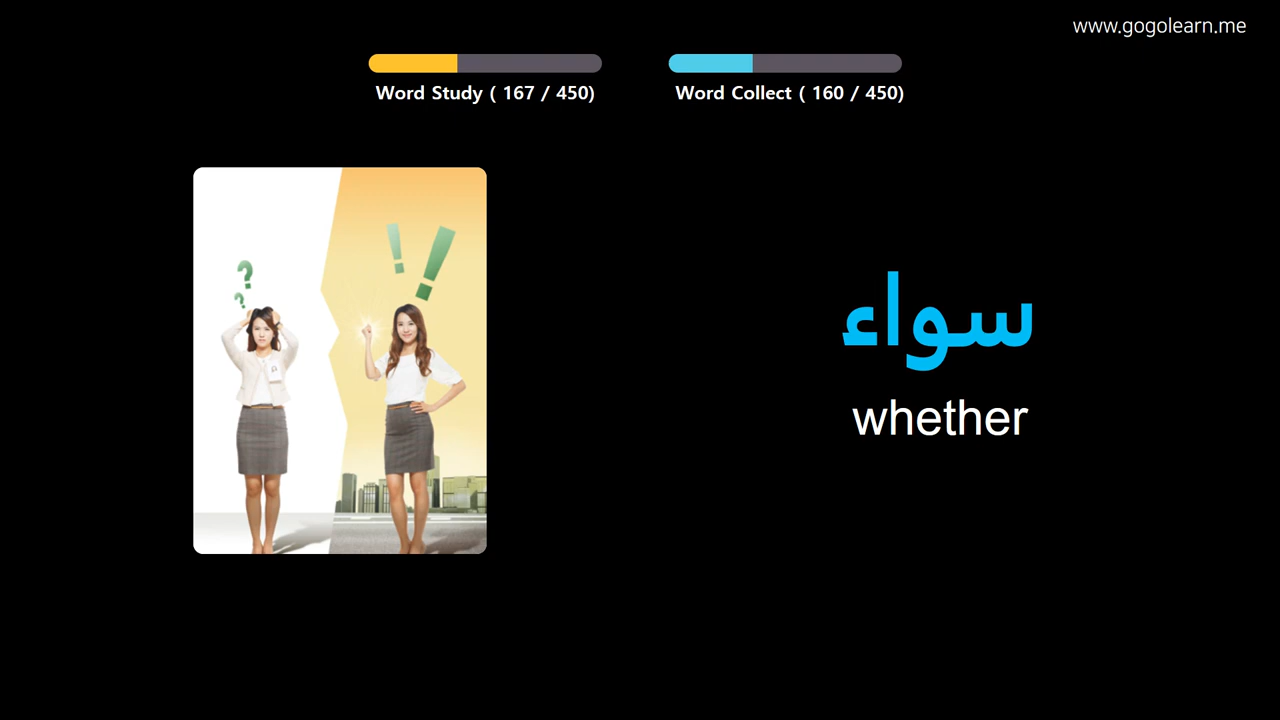 www.gogolearn.me
Word Study ( 167 / 450)
Word Collect ( 160 / 450)
? ?
! !
سواء
whether